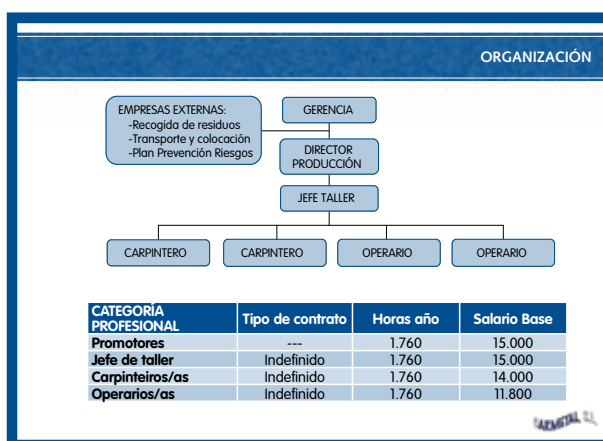 ORGANIZACIÓN
EMPRESAS EXTERNAS:
-Recogida de residuos
-Transporte y colocación
-Plan Prevención Riesgos
GERENCIA
DIRECTOR
PRODUCCIÓN
JEFE TALLER
CARPINTERO CARPINTERO OPERARIO OPERARIO
CATEGORÍA
PROFESIONAL Tipo de contrato Horas año Salario Base
Promotores --- 1.760 15.000
Jefe de taller Indefinido 1.760 15.000
Carpinteiros/as Indefinido 1.760 14.000
Operarios/as Indefinido 1.760 11.800